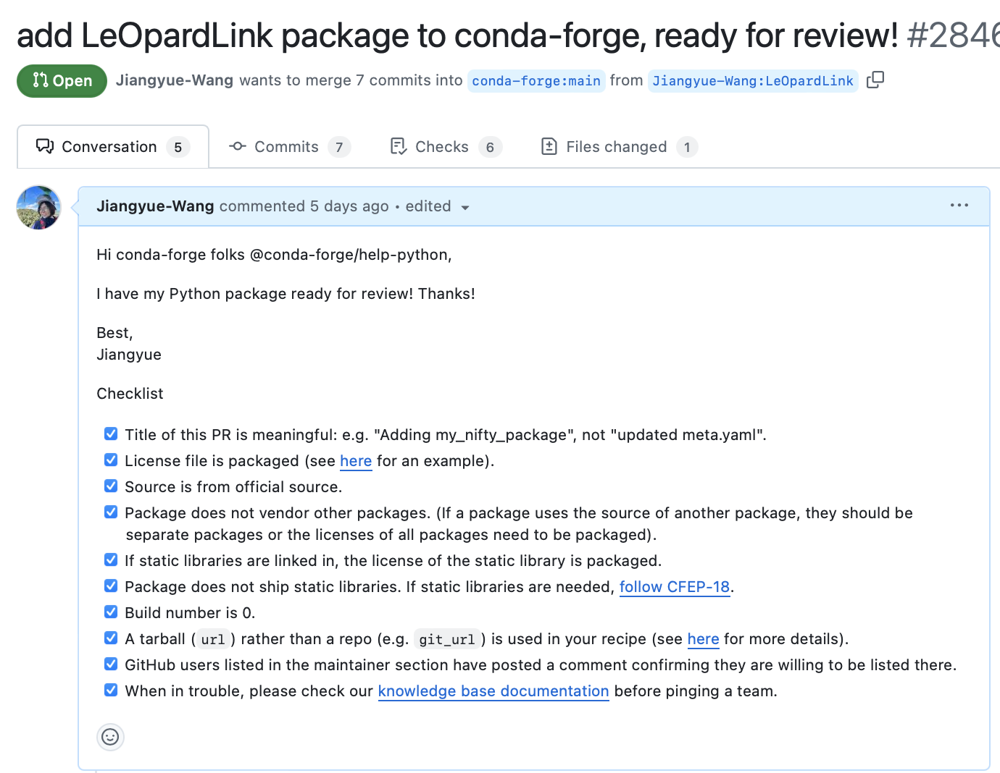 add LeOpardLink package to conda-forge, ready for review! #2846
Open Jiangyue-Wang wants to merge 7 commits into conda-forge:main from Jiangyue-Wang:LeOpardLink
Conversation 5 Commits 7 Checks 6 Files changed 1
Jiangyue-Wang commented 5 days ago • edited
Hi conda-forge folks @conda-forge/help-python,
I have my Python package ready for review! Thanks!
Best,
Jiangyue
Checklist
Title of this PR is meaningful: e.g. "Adding my_nifty_package", not "updated meta.yaml".
License file is packaged (see here for an example).
Source is from official source.
Package does not vendor other packages. (If a package uses the source of another package, they should be
separate packages or the licenses of all packages need to be packaged).
If static libraries are linked in, the license of the static library is packaged.
Package does not ship static libraries. If static libraries are needed, follow CFEP-18.
Build number is 0.
A tarball (url) rather than a repo (e.g. git_url) is used in your recipe (see here for more details).
GitHub users listed in the maintainer section have posted a comment confirming they are willing to be listed there.
When in trouble, please check our knowledge base documentation before pinging a team.